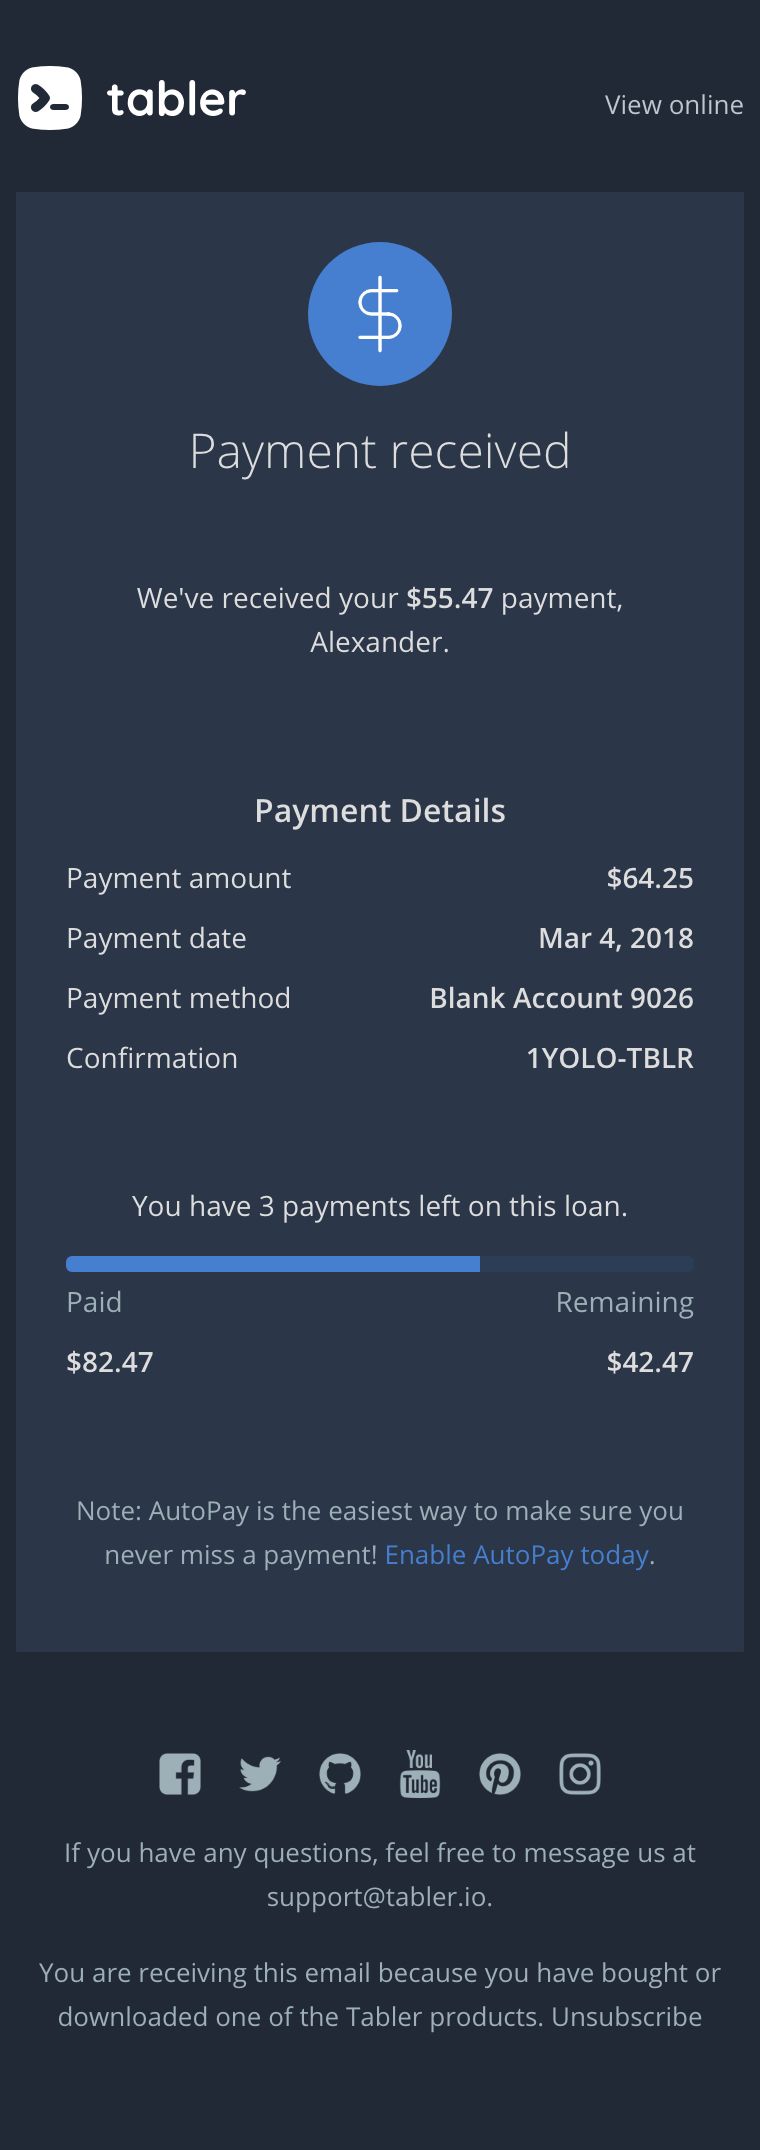 tabler
View online
Payment received
We've received your $55.47 payment,
Alexander.
Payment Details
Payment amount $64.25
Payment date Mar 4, 2018
Payment method Blank Account 9026
Confirmation 1YOLO-TBLR
You have 3 payments left on this loan.
Paid Remaining
$82.47 $42.47
Note: AutoPay is the easiest way to make sure you
never miss a payment! Enable AutoPay today.
You
Tube
If you have any questions, feel free to message us at
support@tabler.io.
You are receiving this email because you have bought or
downloaded one of the Tabler products. Unsubscribe